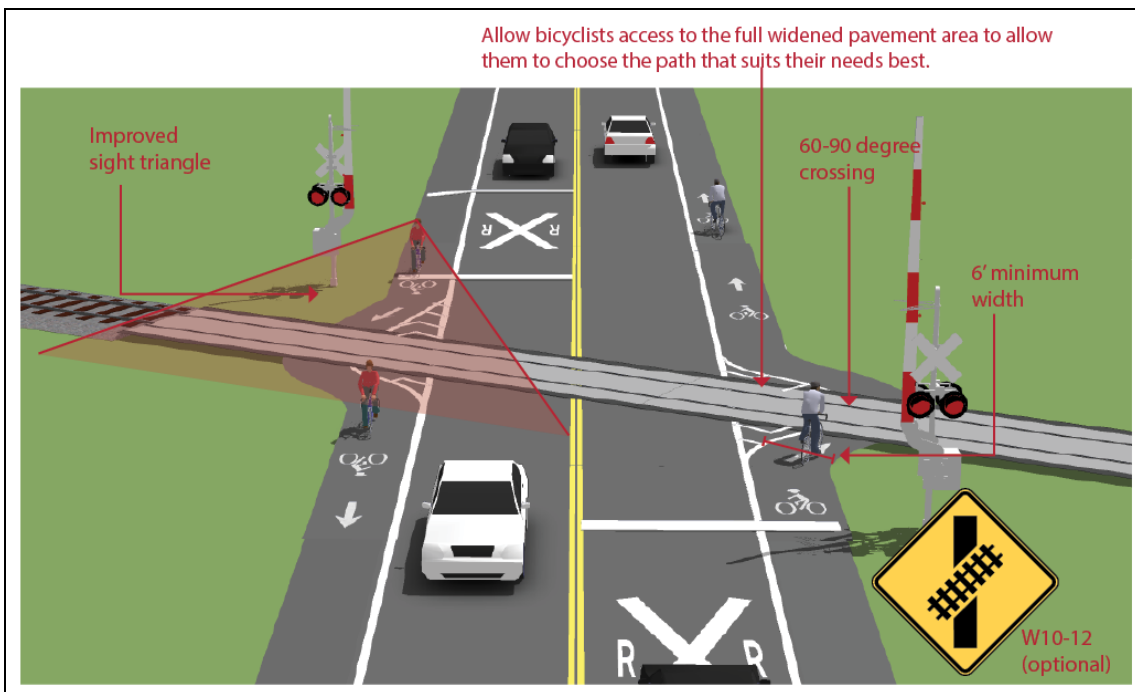 Allow bicyclists access to the full widened pavement area to allow
them to choose the path that suits their needs best.
Improved
sight triangle
60-90 degree
crossing
6’ minimum
width
R R
R R
W10-12
(optional)